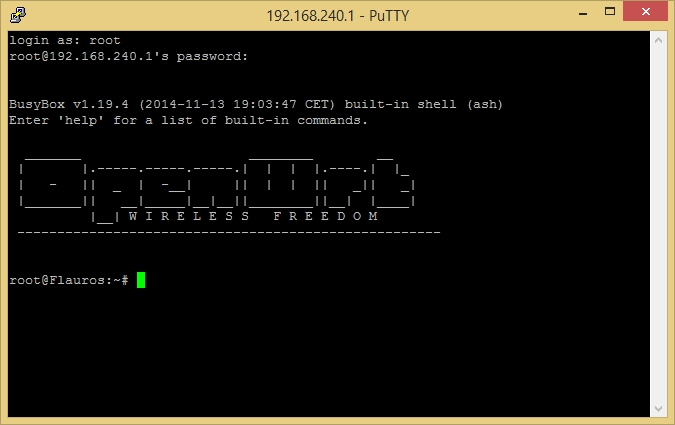 192.168.240.1 - PuTTY
login as: root
root@192.168.240.1's password:
BusyBox v1.19.4 (2014-11-13 19:03:47 CET) built-in shell (ash)
Enter 'help' for a list of built-in commands.
OpenWrt
W I R E L E S S   F R E E D O M
root@Flauros:~#